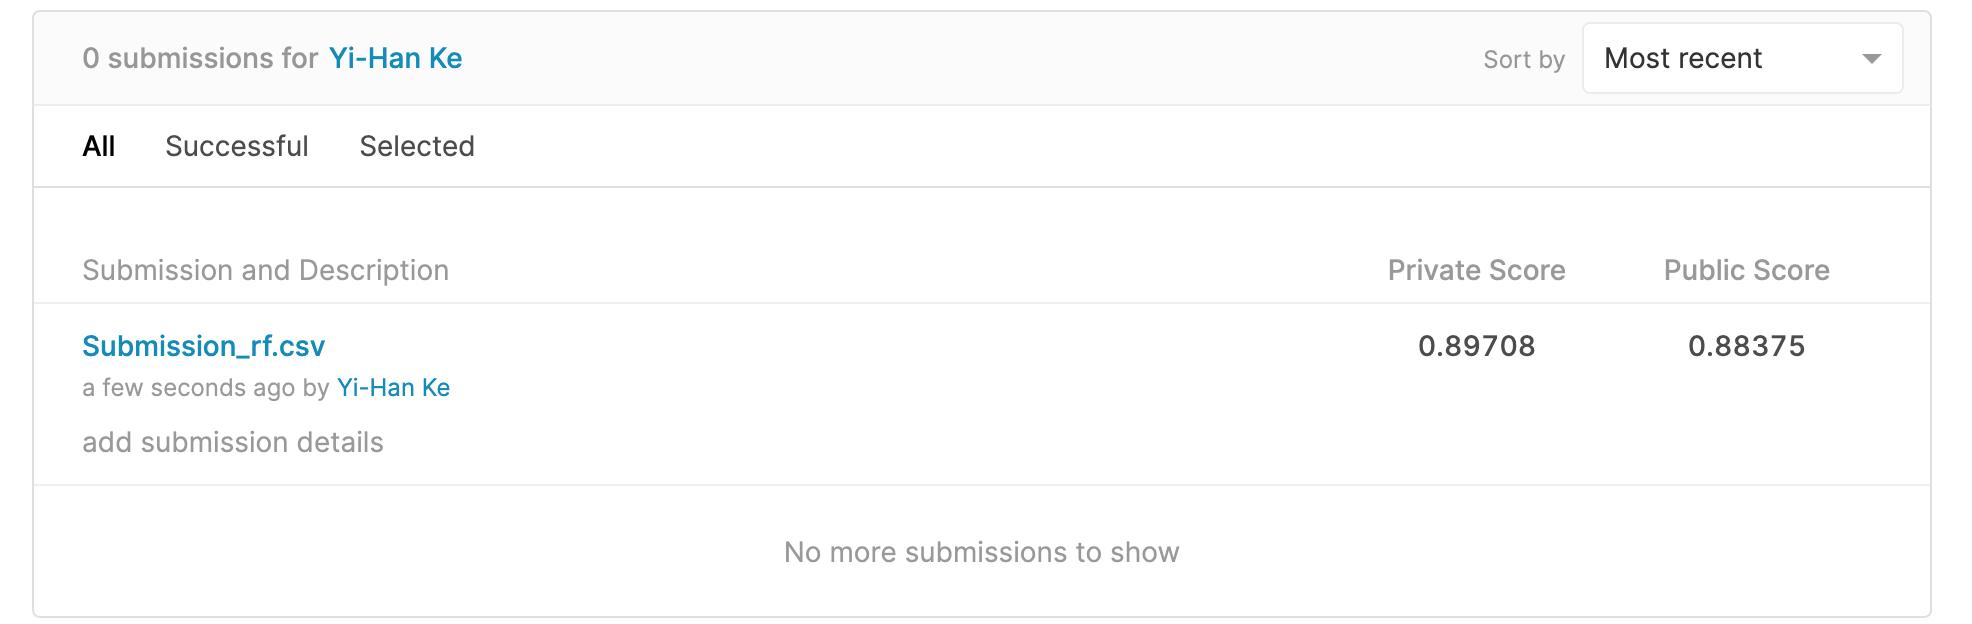 0 submissions for Yi-Han Ke
Sort by Most recent
All Successful Selected
Submission and Description Private Score Public Score
Submission_rf.csv 0.89708 0.88375
a few seconds ago by Yi-Han Ke
add submission details
No more submissions to show